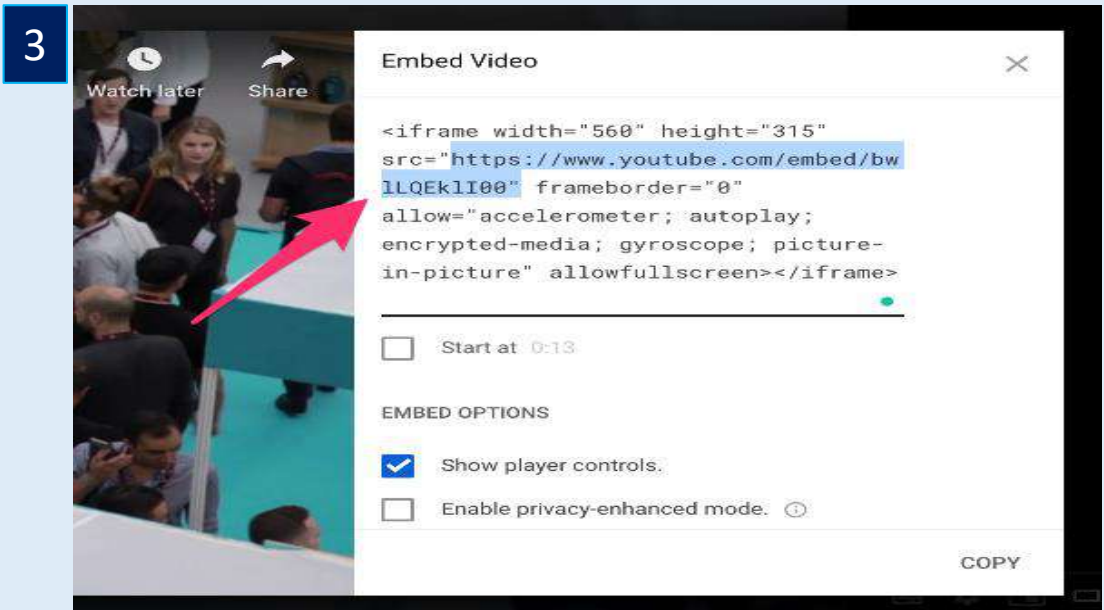 3
Watch later Share
Embed Video
<iframe width="560" height="315"
src="https://www.youtube.com/embed/bw
lLQEklI00" frameborder="0"
allow="accelerometer; autoplay;
encrypted-media; gyroscope; picture-
in-picture" allowfullscreen></iframe>
Start at 0:13
EMBED OPTIONS
Show player controls.
Enable privacy-enhanced mode.
COPY